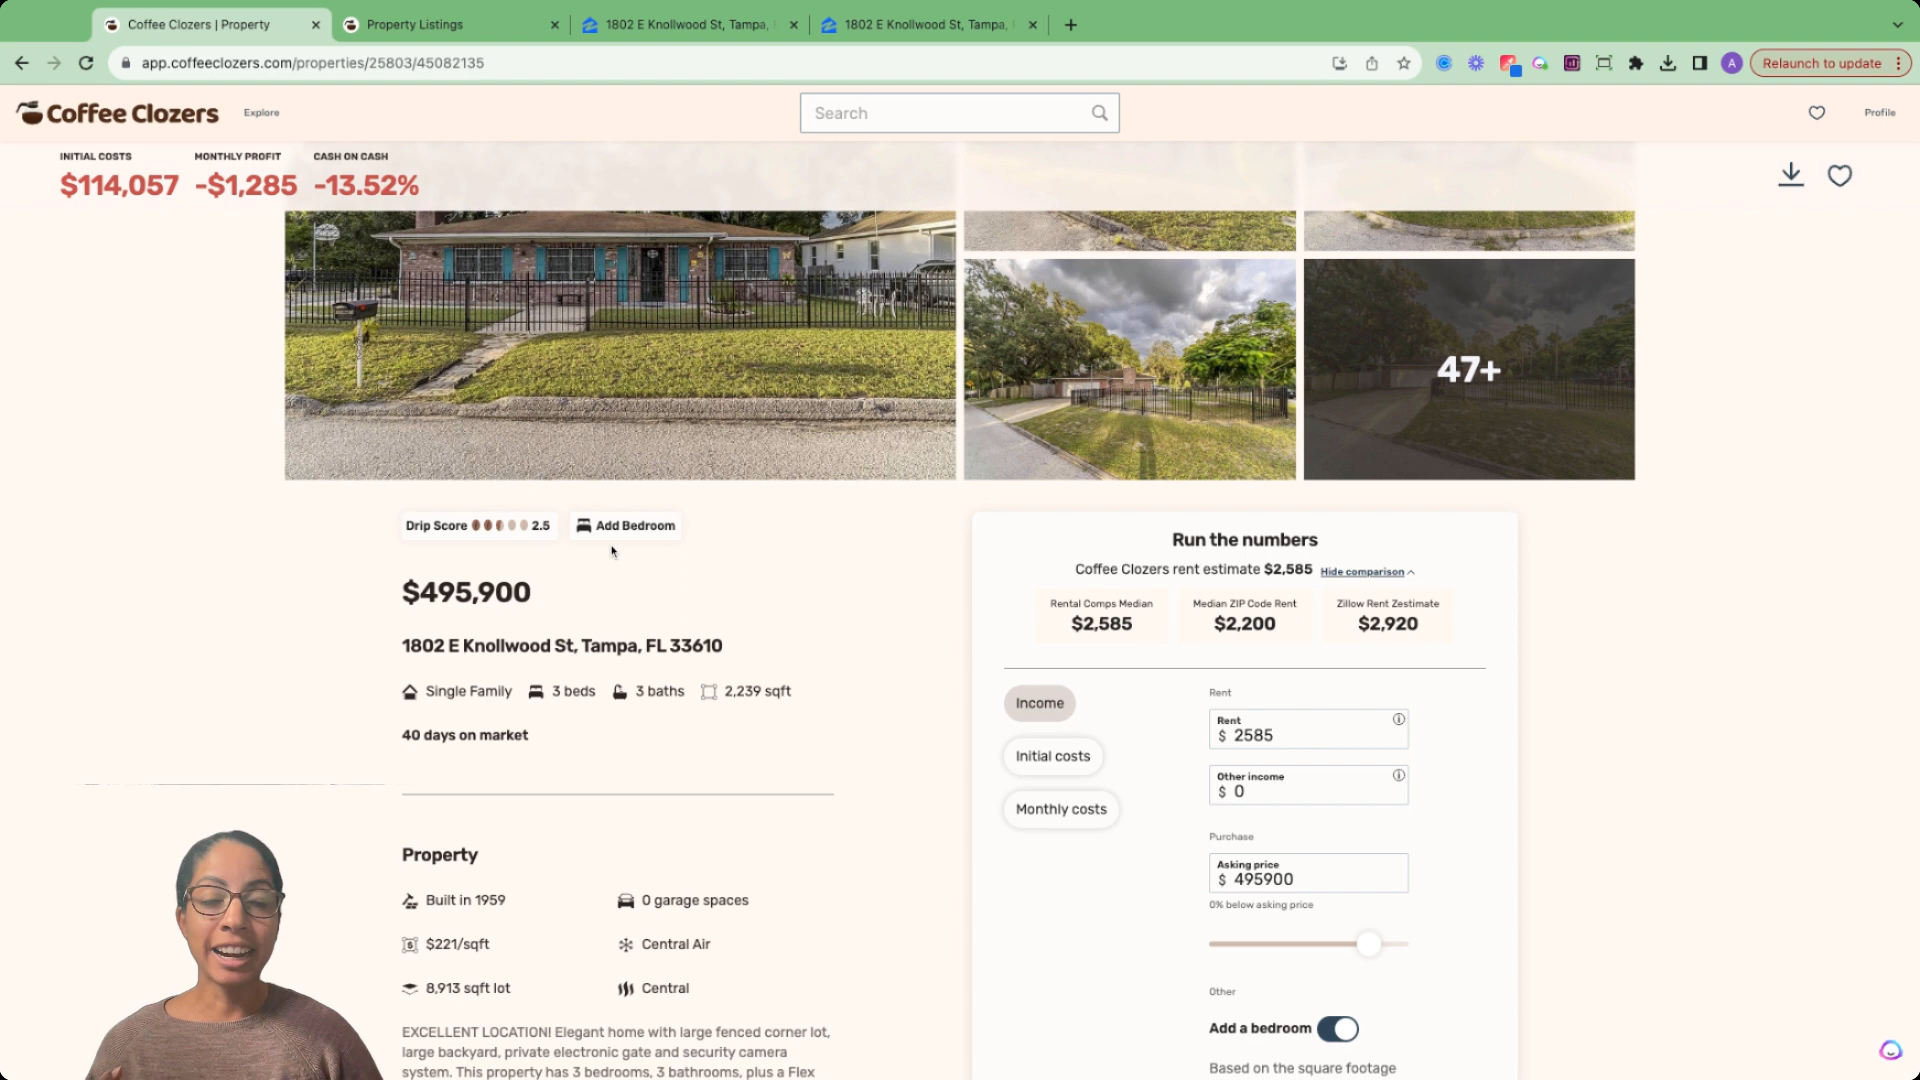 Coffee Clozers | Property
Property Listings
1802 E Knollwood St, Tampa,
1802 E Knollwood St, Tampa,
app.coffeeclozers.com/properties/25803/45082135
A
Relaunch to update
Coffee Clozers
Explore
Search
Profile
INITIAL COSTS
MONTHLY PROFIT
CASH ON CASH
$114,057
-$1,285
-13.52%
47+
Drip Score 2.5
Add Bedroom
$495,900
1802 E Knollwood St, Tampa, FL 33610
Single Family
3 beds
3 baths
2,239 sqft
40 days on market
Property
Built in 1959
0 garage spaces
$221/sqft
Central Air
8,913 sqft lot
Central
EXCELLENT LOCATION! Elegant home with large fenced corner lot,
large backyard, private electronic gate and security camera
system. This property has 3 bedrooms, 3 bathrooms, plus a Flex
Run the numbers
Coffee Clozers rent estimate $2,585 Hide comparison
Rental Comps Median
$2,585
Median ZIP Code Rent
$2,200
Zillow Rent Zestimate
$2,920
Income
Initial costs
Monthly costs
Rent
Rent
$ 2585
Other income
$ 0
Purchase
Asking price
$ 495900
0% below asking price
Other
Add a bedroom
Based on the square footage